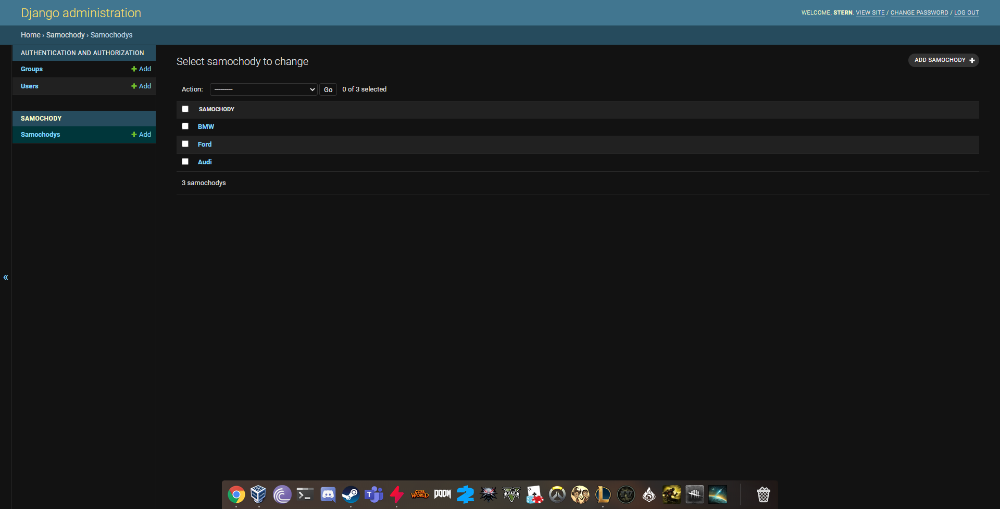 Django administration
WELCOME, STERN. VIEW SITE / CHANGE PASSWORD / LOG OUT
Home › Samochody › Samochodys
AUTHENTICATION AND AUTHORIZATION
Groups
Add
Users
Add
SAMOCHODY
Samochodys
Add
«
Select samochody to change
ADD SAMOCHODY
Action: --------- Go 0 of 3 selected
SAMOCHODY
BMW
Ford
Audi
3 samochodys
CUBE
WORLD
DOOM
V
FIVE